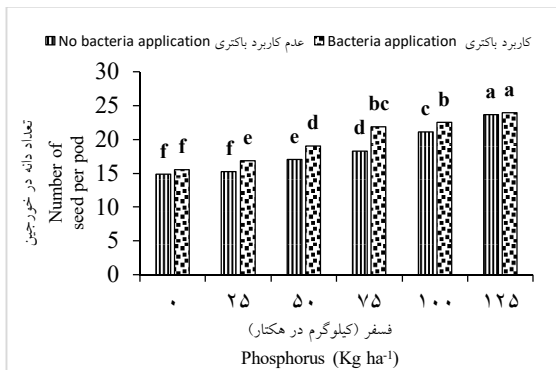 No bacteria application عدم کاربرد باکتری Bacteria application کاربرد باکتری
تعداد دانه در خورجین
Number of
seed per pod
30
25
20
15
10
5
0
f f f e e d d bc c b a a
۰ ۲۵ ۵۰ ۷۵ ۱۰۰ ۱۲۵
فسفر (کیلوگرم در هکتار)
Phosphorus (Kg ha⁻¹)